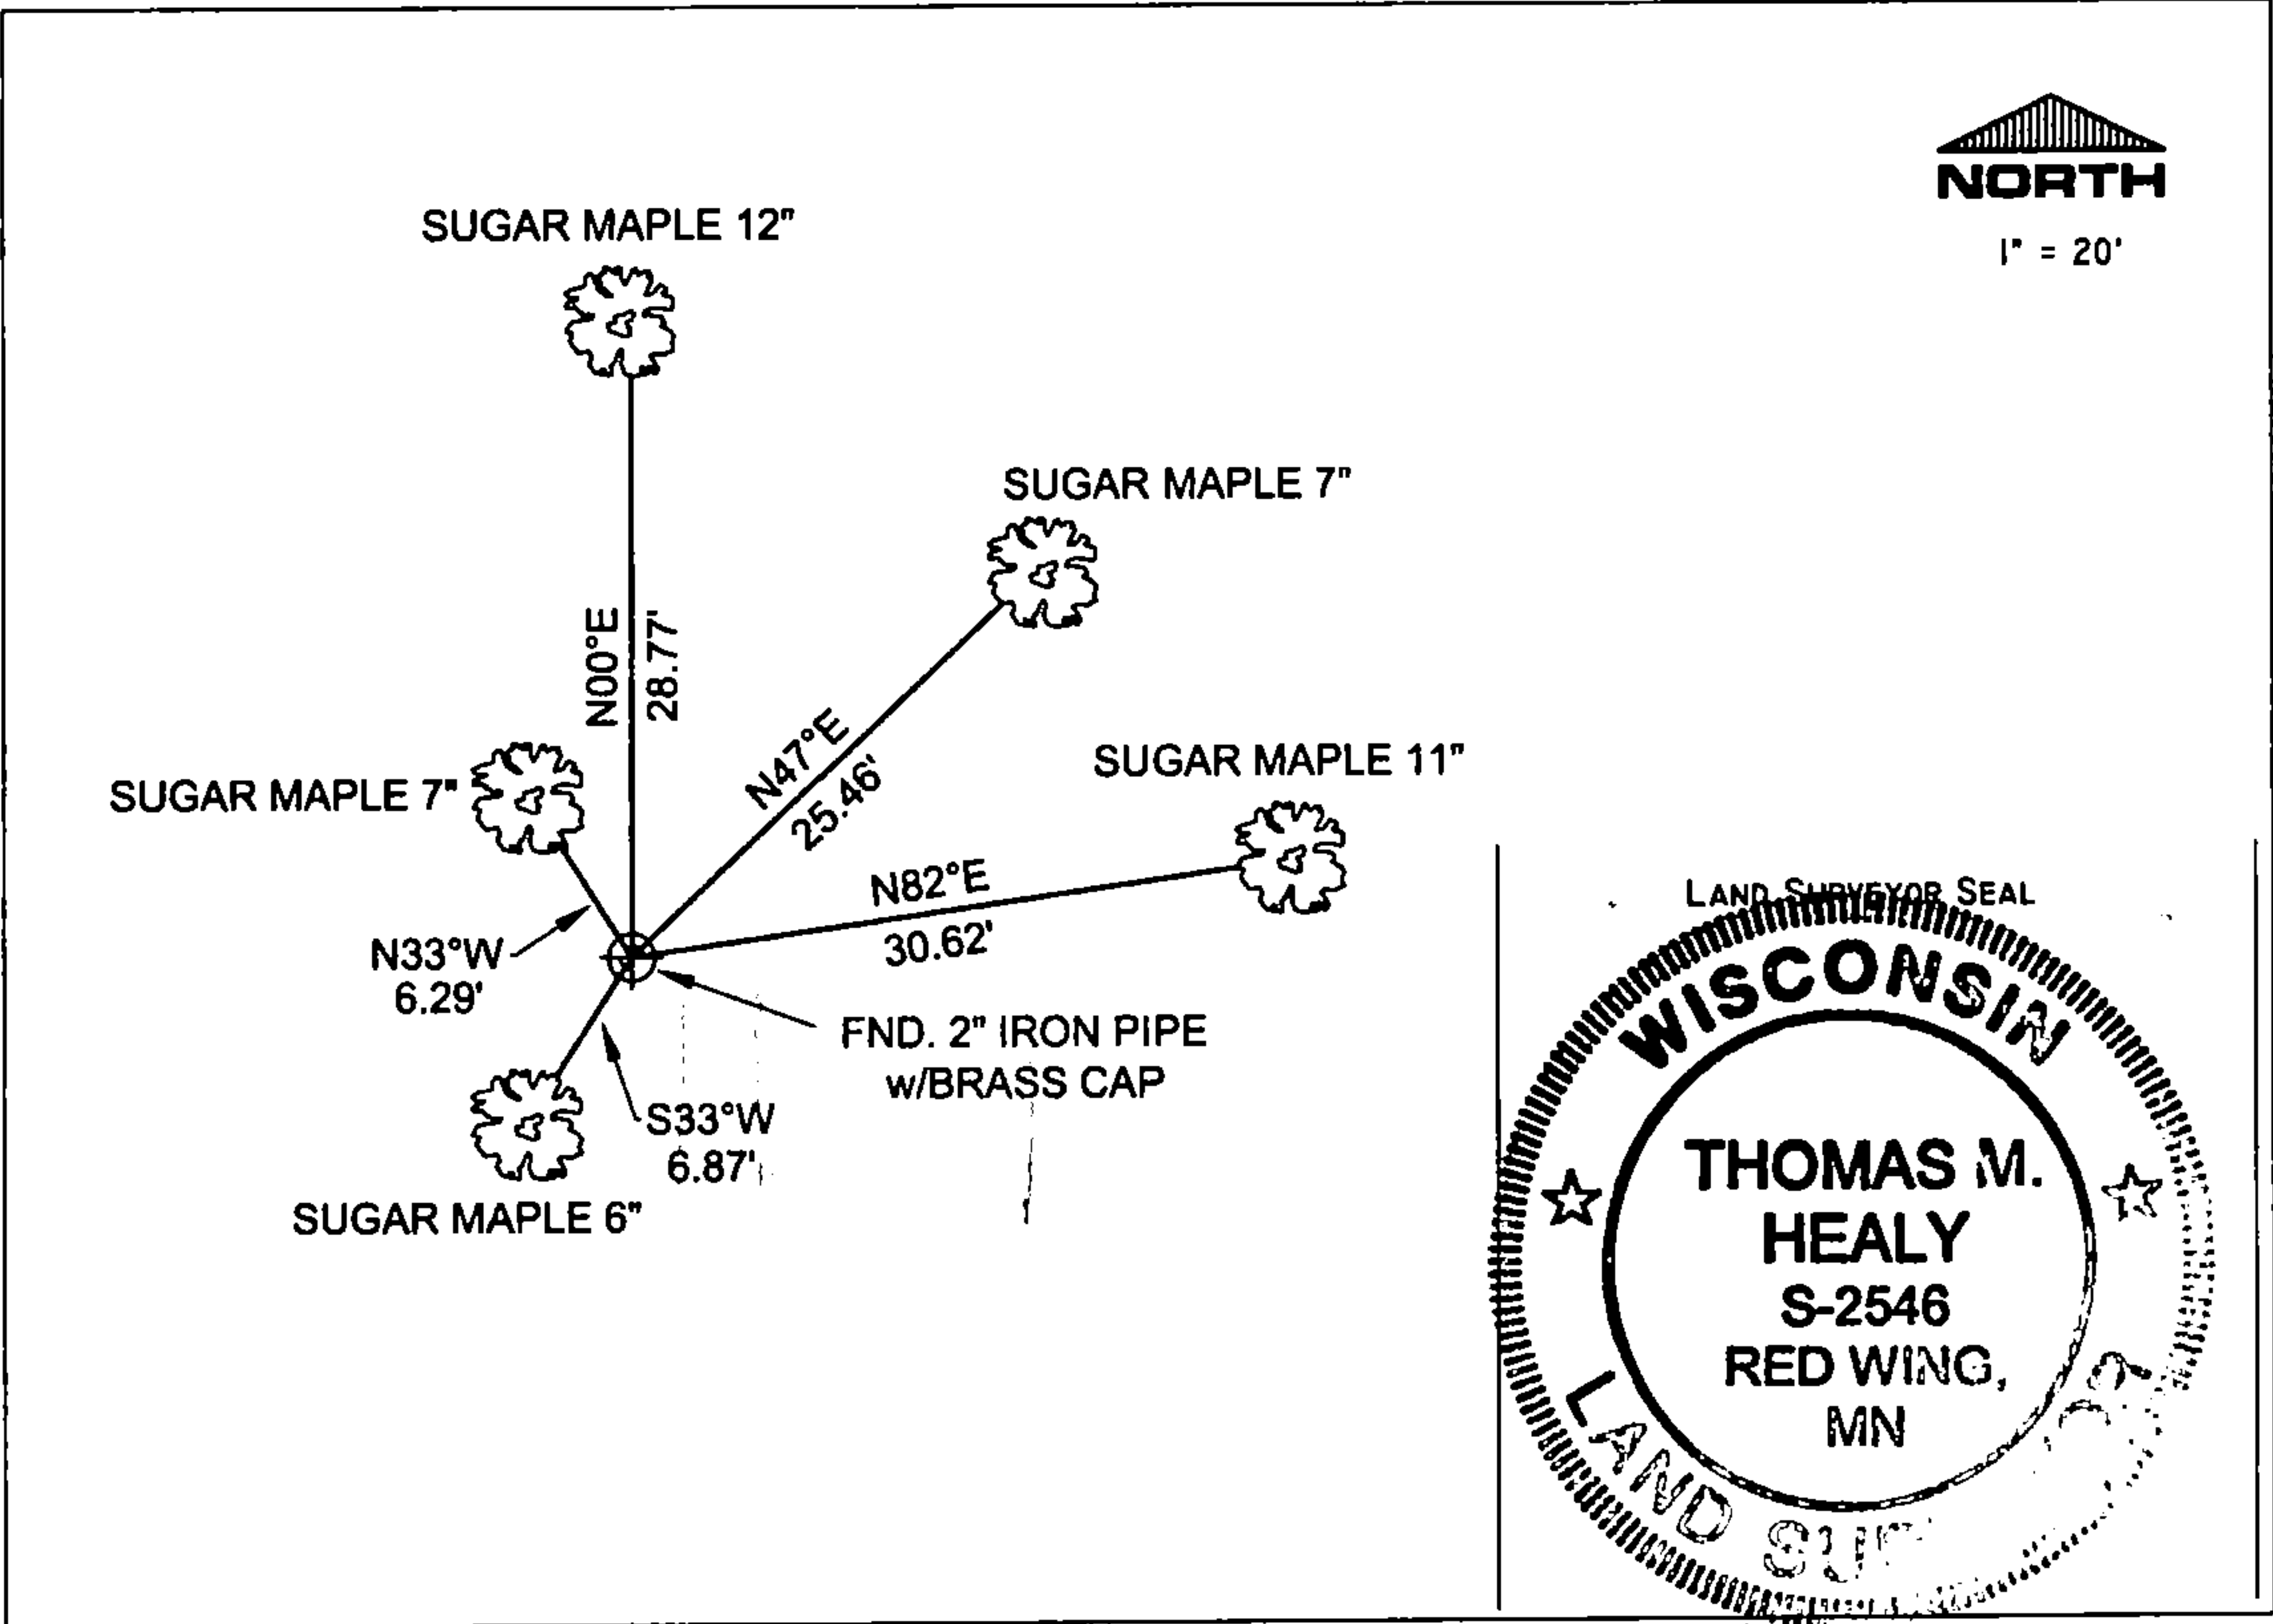 NORTH
1" = 20'
SUGAR MAPLE 12"
SUGAR MAPLE 7"
N00°E
28.77'
N47°E
25.46'
SUGAR MAPLE 11"
SUGAR MAPLE 7"
N82°E
30.62'
N33°W
6.29'
FND. 2" IRON PIPE
w/BRASS CAP
S33°W
6.87'
SUGAR MAPLE 6"
LAND SURVEYOR SEAL
WISCONSIN
THOMAS M.
HEALY
S-2546
RED WING,
MN
LAND